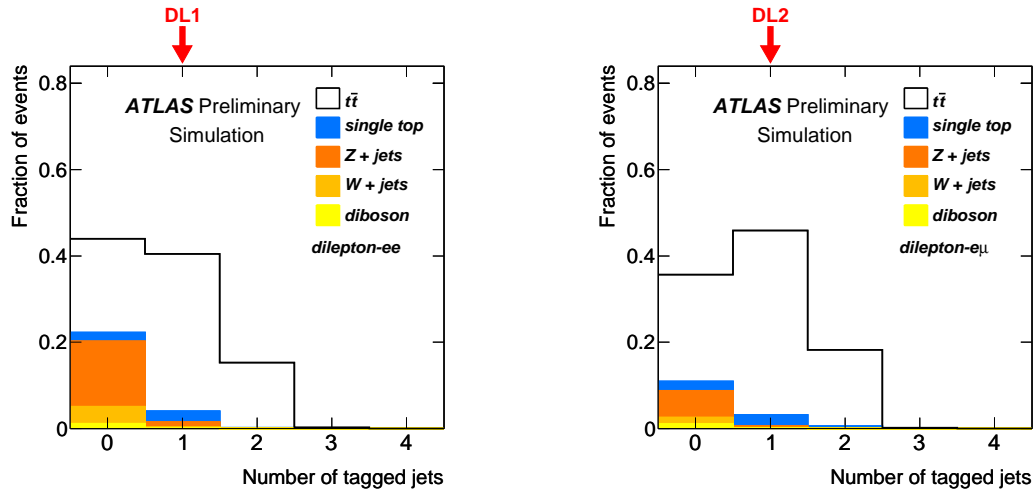 DL1
Fraction of events
0.8
0.6
0.4
0.2
0
ATLAS Preliminary
Simulation
tt̄
single top
Z + jets
W + jets
diboson
dilepton-ee
0 1 2 3 4
Number of tagged jets
DL2
Fraction of events
0.8
0.6
0.4
0.2
0
ATLAS Preliminary
Simulation
tt̄
single top
Z + jets
W + jets
diboson
dilepton-eμ
0 1 2 3 4
Number of tagged jets